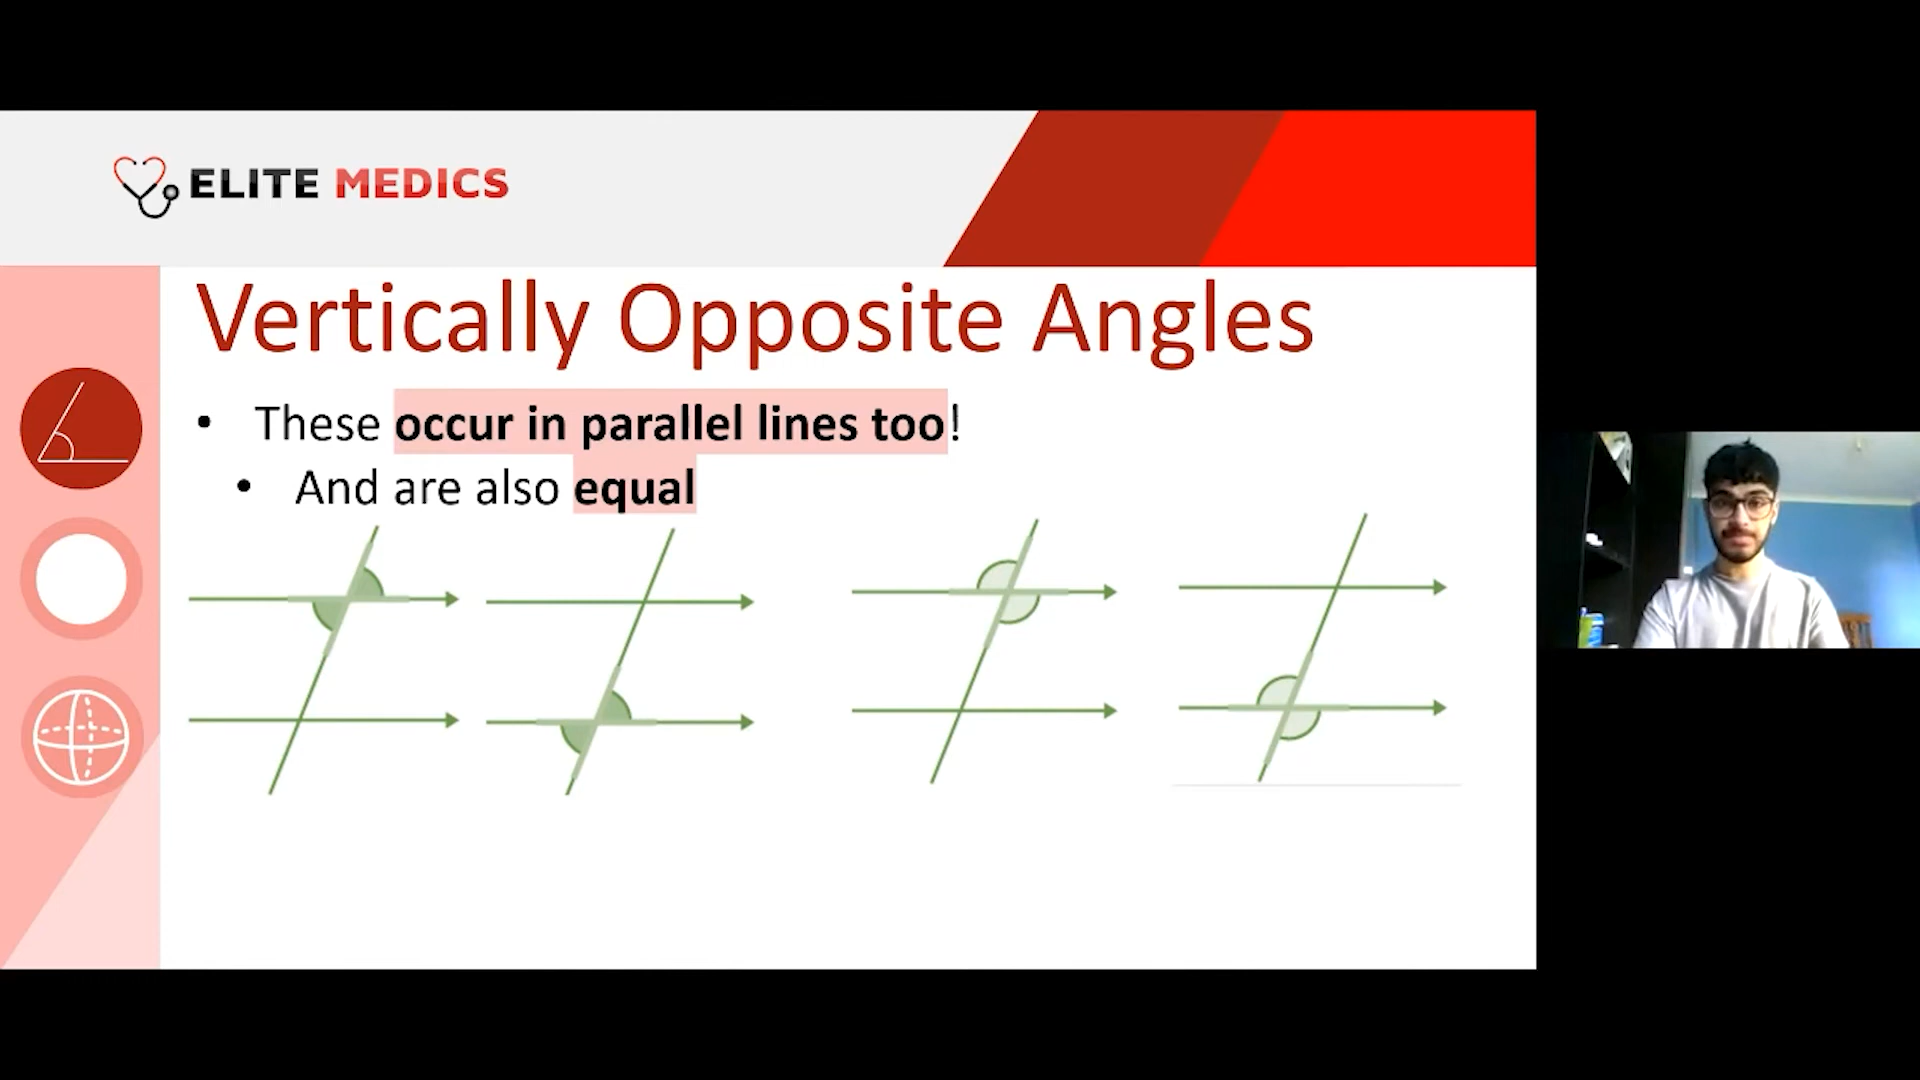 ELITE MEDICS
Vertically Opposite Angles
• These occur in parallel lines too!
• And are also equal